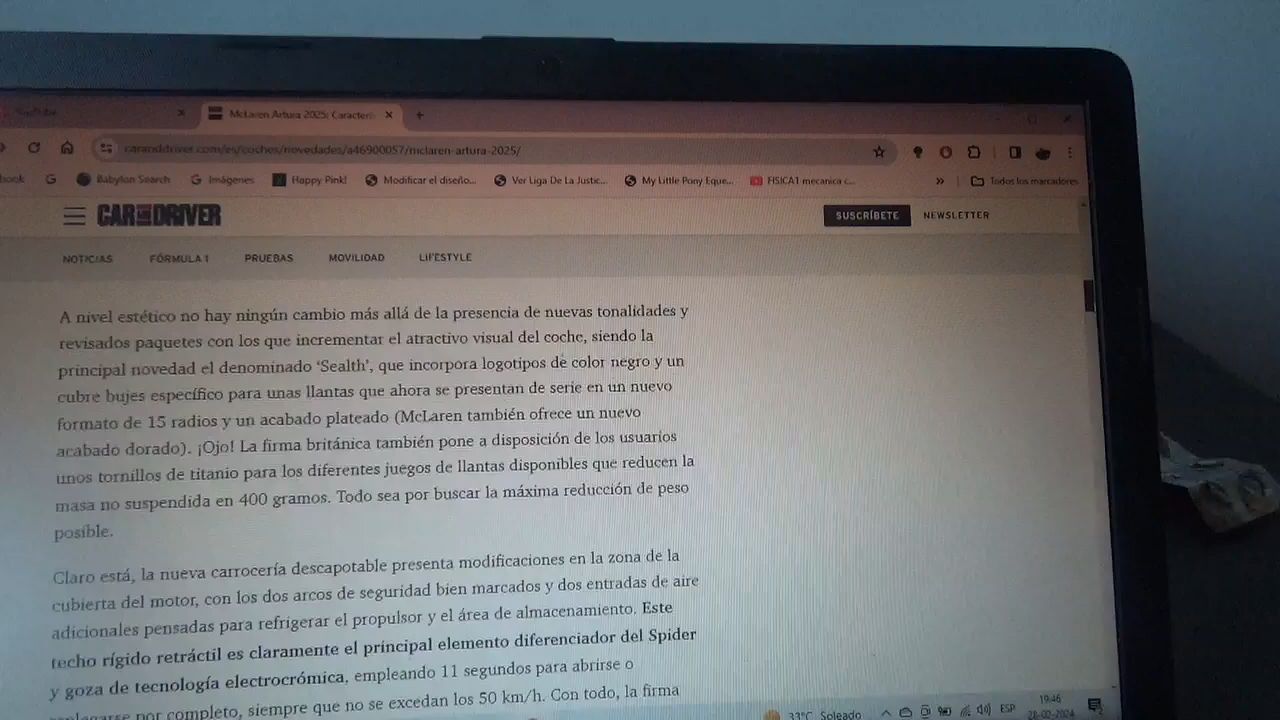 YouTube
McLaren Artura 2025: Caracterí
caranddriver.com/es/coches/novedades/a46900057/mclaren-artura-2025/
book G Babylon Search Imágenes Happy Pink! Modificar el diseño... Ver Liga De La Justic... My Little Pony Eque... FISICA1 mecanica c... » Todos los marcadores
CAR AND DRIVER SUSCRÍBETE NEWSLETTER
NOTICIAS FÓRMULA 1 PRUEBAS MOVILIDAD LIFESTYLE
A nivel estético no hay ningún cambio más allá de la presencia de nuevas tonalidades y
revisados paquetes con los que incrementar el atractivo visual del coche, siendo la
principal novedad el denominado ‘Sealth’, que incorpora logotipos de color negro y un
cubre bujes específico para unas llantas que ahora se presentan de serie en un nuevo
formato de 15 radios y un acabado plateado (McLaren también ofrece un nuevo
acabado dorado). ¡Ojo! La firma británica también pone a disposición de los usuarios
unos tornillos de titanio para los diferentes juegos de llantas disponibles que reducen la
masa no suspendida en 400 gramos. Todo sea por buscar la máxima reducción de peso
posible.
Claro está, la nueva carrocería descapotable presenta modificaciones en la zona de la
cubierta del motor, con los dos arcos de seguridad bien marcados y dos entradas de aire
adicionales pensadas para refrigerar el propulsor y el área de almacenamiento. Este
techo rígido retráctil es claramente el principal elemento diferenciador del Spider
y goza de tecnología electrocrómica, empleando 11 segundos para abrirse o
por completo, siempre que no se excedan los 50 km/h. Con todo, la firma
33°C Soleado ESP 19:46
28-02-2024